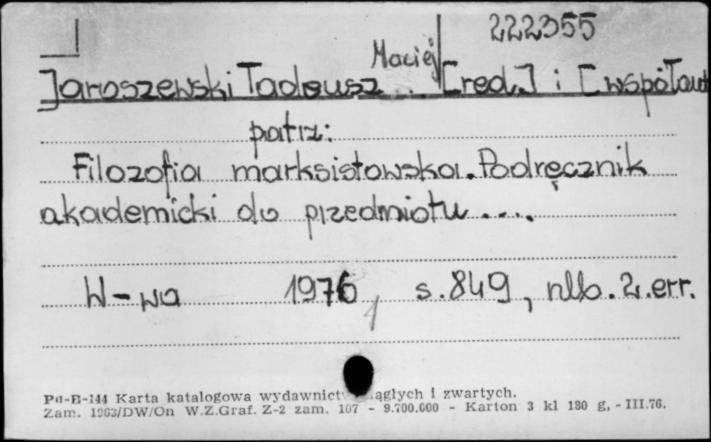 222355
Jaroszewski Tadeusz Maciej [red.] i [współaut
patrz:
Filozofia marksistowska. Podręcznik
akademicki do przedmiotu ....
W-wa 1976, s. 849, nlb. 2. err.
Pu-B-144 Karta katalogowa wydawnictw ciągłych i zwartych.
Zam. 1963/DW/On W.Z.Graf. Z-2 zam. 107 - 9.700.000 - Karton 3 kl 180 g, - III.76.